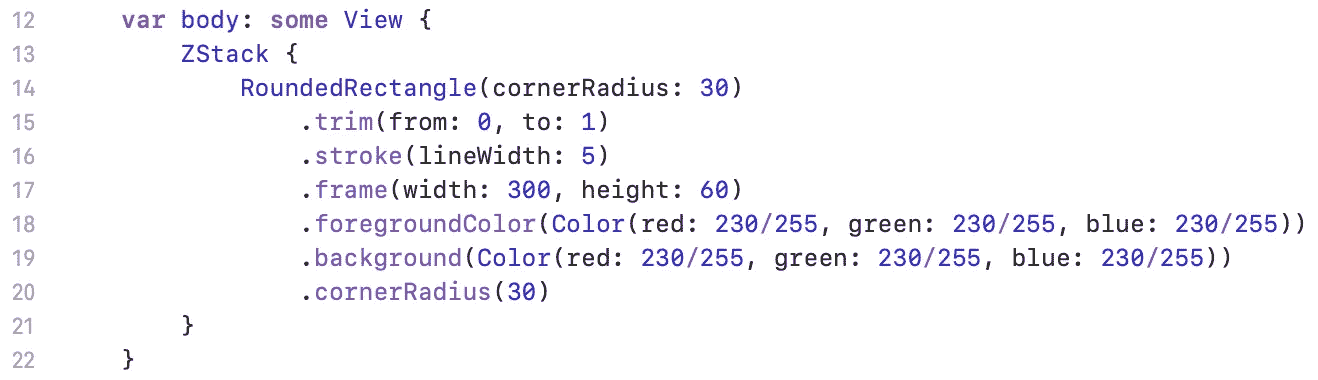 12 var body: some View {
13 ZStack {
14 RoundedRectangle(cornerRadius: 30)
15 .trim(from: 0, to: 1)
16 .stroke(lineWidth: 5)
17 .frame(width: 300, height: 60)
18 .foregroundColor(Color(red: 230/255, green: 230/255, blue: 230/255))
19 .background(Color(red: 230/255, green: 230/255, blue: 230/255))
20 .cornerRadius(30)
21 }
22 }